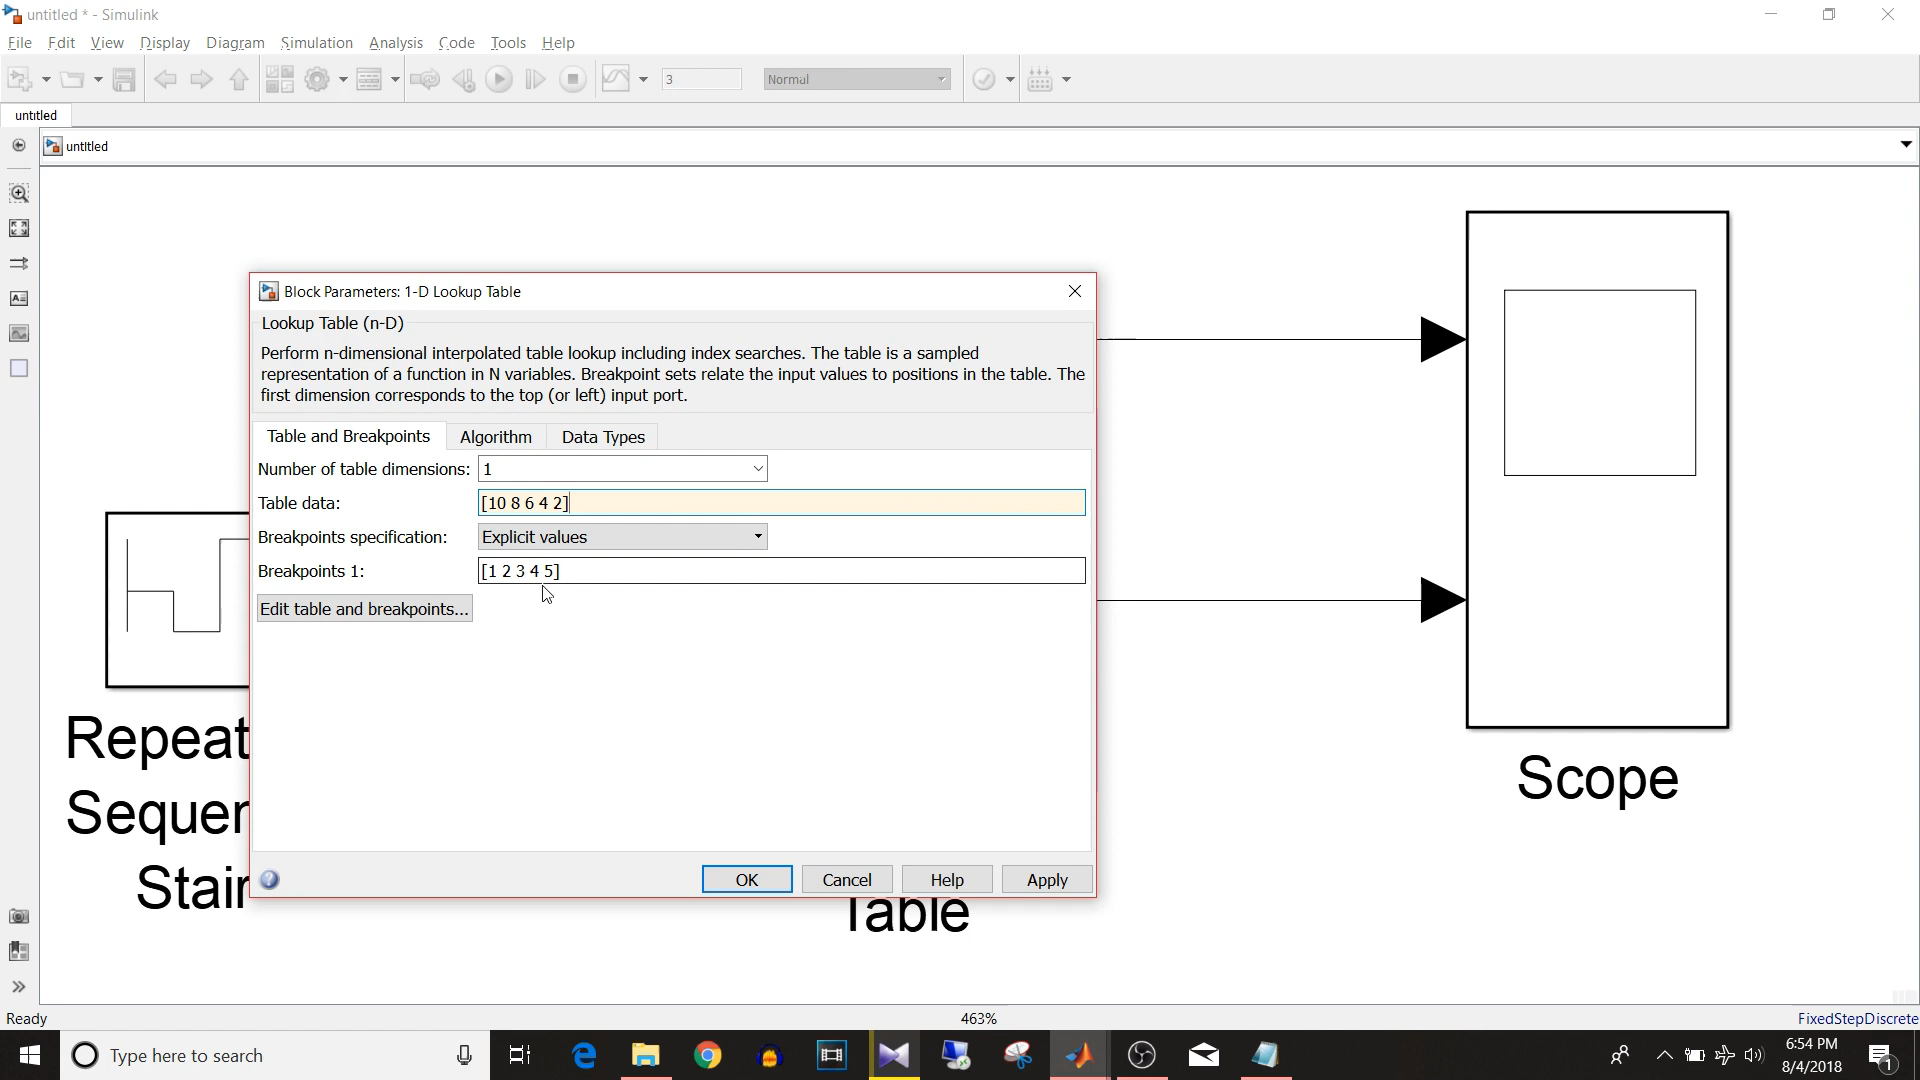 untitled * - Simulink
File Edit View Display Diagram Simulation Analysis Code Tools Help
3 Normal
untitled
untitled
Block Parameters: 1-D Lookup Table
Lookup Table (n-D)
Perform n-dimensional interpolated table lookup including index searches. The table is a sampled
representation of a function in N variables. Breakpoint sets relate the input values to positions in the table. The
first dimension corresponds to the top (or left) input port.
Table and Breakpoints Algorithm Data Types
Number of table dimensions: 1
Table data: [10 8 6 4 2]
Breakpoints specification: Explicit values
Breakpoints 1: [1 2 3 4 5]
Edit table and breakpoints...
OK Cancel Help Apply
Repeat
Sequen
Stair
Table
Scope
Ready 463% FixedStepDiscrete
Type here to search
6:54 PM
8/4/2018
1